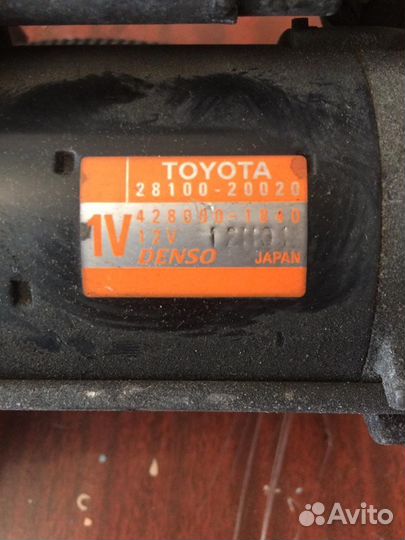 TOYOTA
28100-20020
1V
428000-1840
12V
DENSO JAPAN
Avito